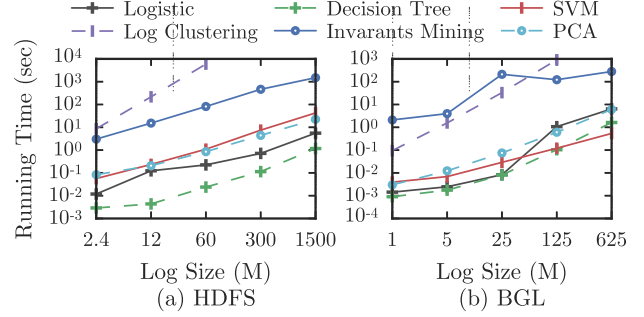 Logistic Decision Tree SVM
Log Clustering Invarants Mining PCA
Running Time (sec)
10^4 10^4
10^3 10^3
10^2 10^2
10^1 10^1
10^0 10^0
10^-1 10^-1
10^-2 10^-2
10^-3 10^-3
10^-4
2.4 12 60 300 1500 1 5 25 125 625
Log Size (M) Log Size (M)
(a) HDFS (b) BGL